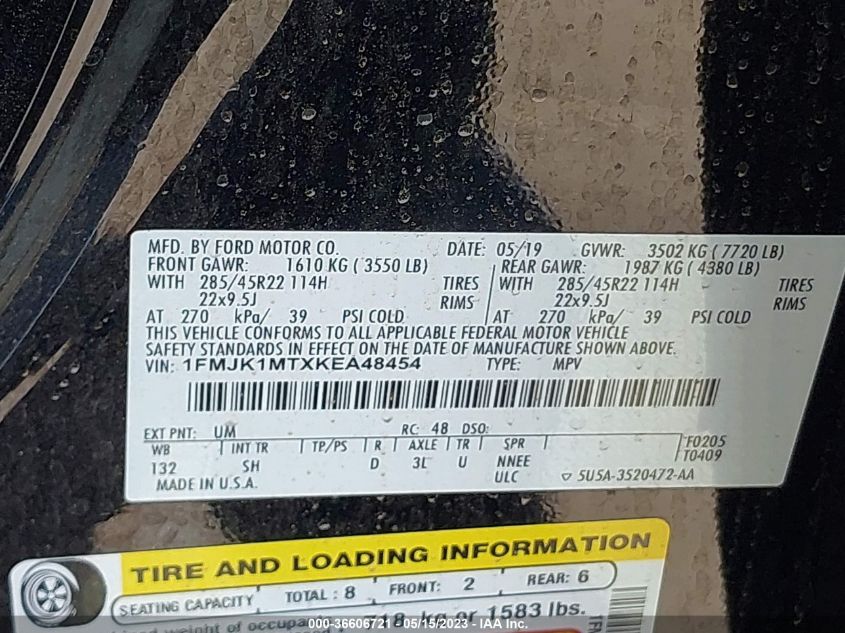 MFD. BY FORD MOTOR CO. DATE: 05/19 GVWR: 3502 KG ( 7720 LB)
FRONT GAWR: 1610 KG ( 3550 LB) REAR GAWR: 1987 KG ( 4380 LB)
WITH 285/45R22 114H TIRES WITH 285/45R22 114H TIRES
22x9.5J RIMS 22x9.5J RIMS
AT 270 kPa/ 39 PSI COLD AT 270 kPa/ 39 PSI COLD
THIS VEHICLE CONFORMS TO ALL APPLICABLE FEDERAL MOTOR VEHICLE
SAFETY STANDARDS IN EFFECT ON THE DATE OF MANUFACTURE SHOWN ABOVE.
VIN: 1FMJK1MTXKEA48454 TYPE: MPV
EXT PNT: UM RC: 48 DSO:
WB INT TR TP/PS R AXLE TR SPR F0205
132 SH D 3L U NNEE T0409
ULC
MADE IN U.S.A. 5U5A-3520472-AA
TIRE AND LOADING INFORMATION
SEATING CAPACITY TOTAL : 8 FRONT: 2 REAR: 6
weight of kg or 1583 lbs.
000-36606721 - 05/15/2023 - IAA Inc.